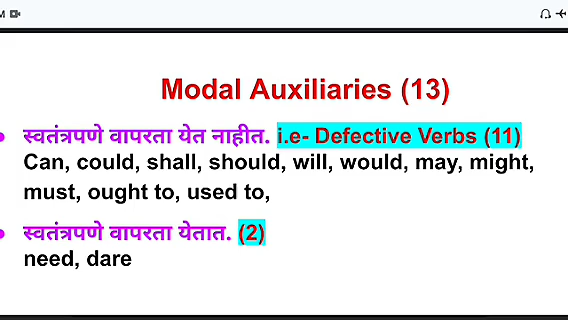 M
Modal Auxiliaries (13)
स्वतंत्रपणे वापरता येत नाहीत. i.e- Defective Verbs (11)
Can, could, shall, should, will, would, may, might,
must, ought to, used to,
स्वतंत्रपणे वापरता येतात. (2)
need, dare